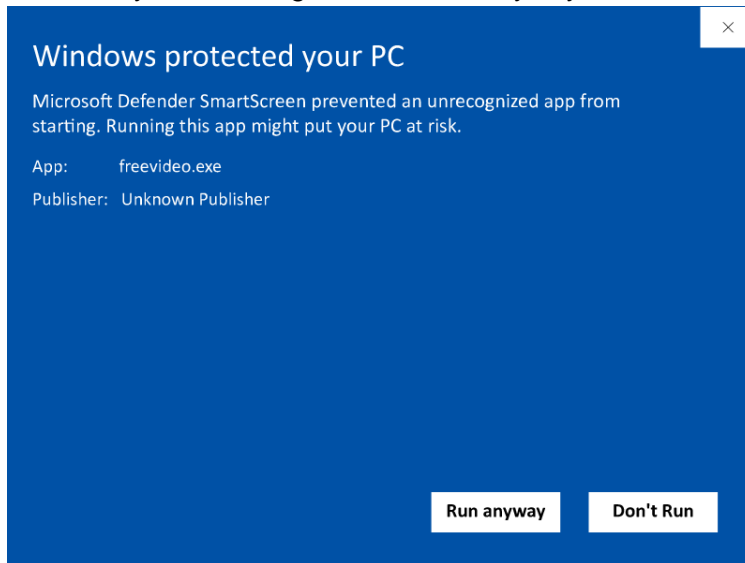 Windows protected your PC
Microsoft Defender SmartScreen prevented an unrecognized app from
starting. Running this app might put your PC at risk.
App: freevideo.exe
Publisher: Unknown Publisher
Run anyway Don't Run